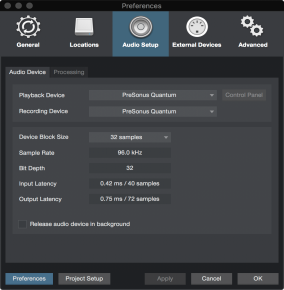 Preferences
General Locations Audio Setup External Devices Advanced
Audio Device Processing
Playback Device PreSonus Quantum Control Panel
Recording Device PreSonus Quantum
Device Block Size 32 samples
Sample Rate 96.0 kHz
Bit Depth 32
Input Latency 0.42 ms / 40 samples
Output Latency 0.75 ms / 72 samples
Release audio device in background
Preferences Project Setup Apply Cancel OK